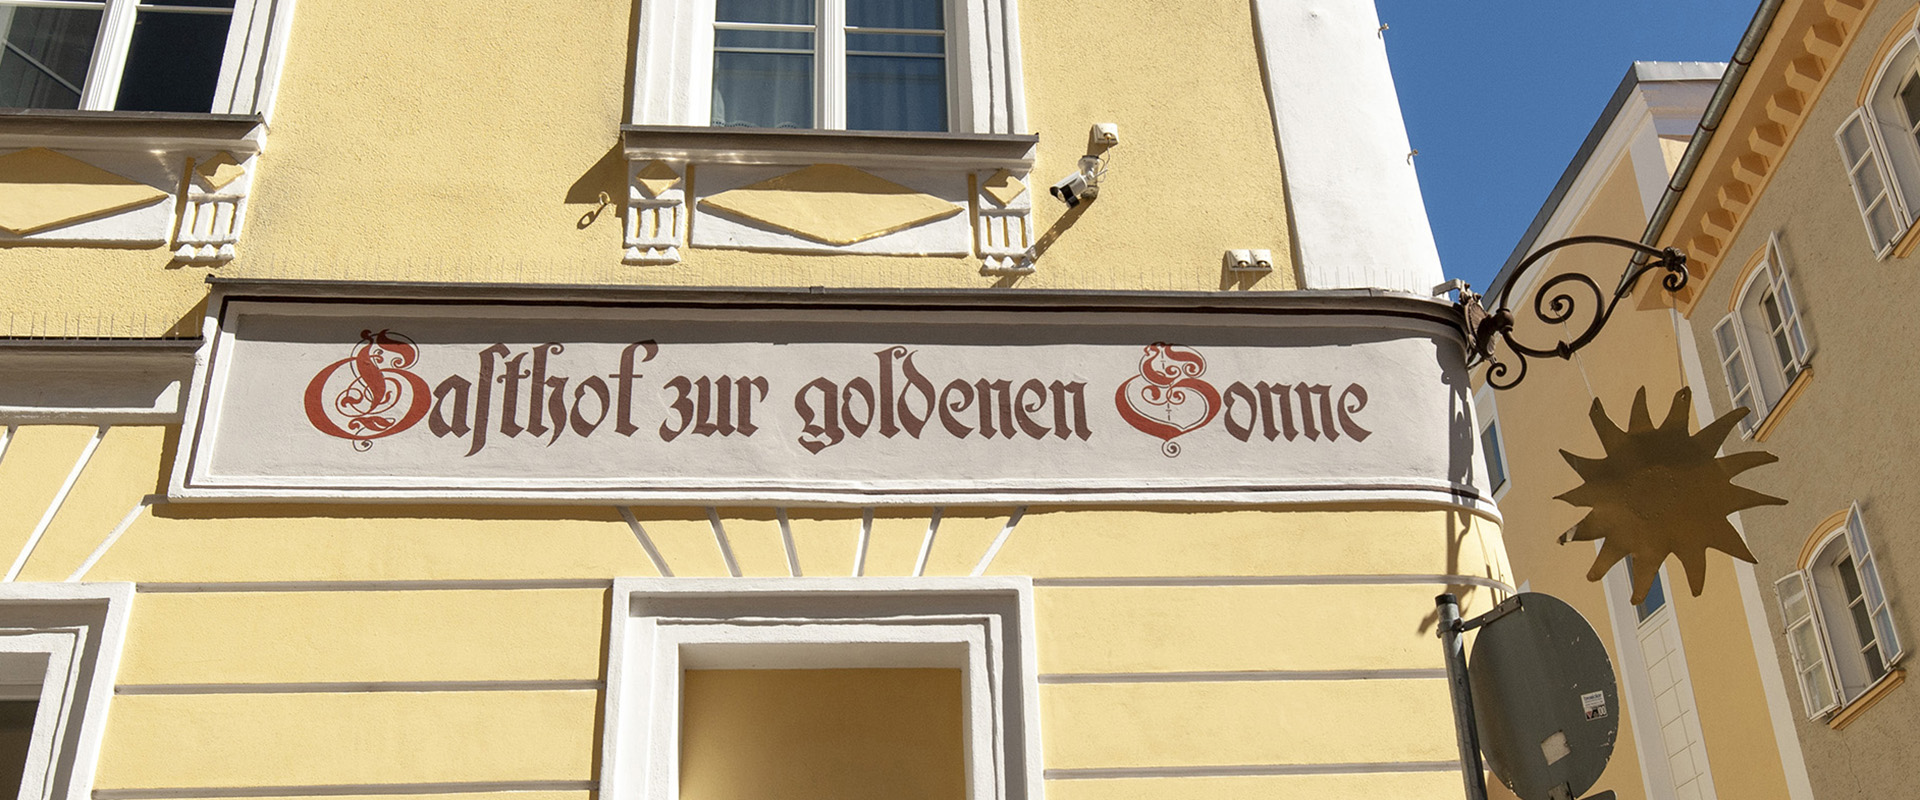 Gasthof zur goldenen Sonne